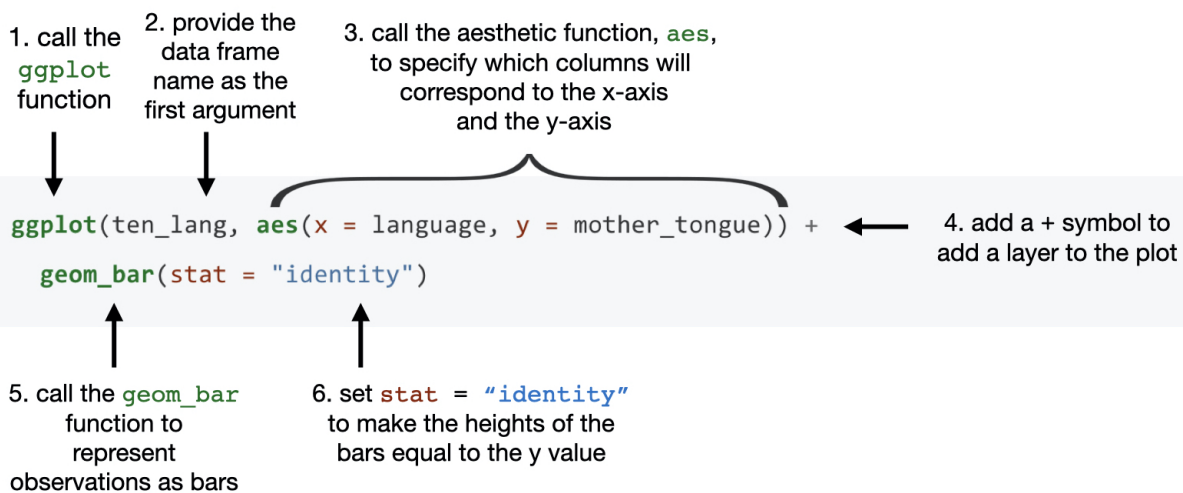 1. call the
ggplot
function
2. provide the
data frame
name as the
first argument
3. call the aesthetic function, aes,
to specify which columns will
correspond to the x-axis
and the y-axis
ggplot(ten_lang, aes(x = language, y = mother_tongue)) +
geom_bar(stat = "identity")
4. add a + symbol to
add a layer to the plot
5. call the geom_bar
function to
represent
observations as bars
6. set stat = “identity”
to make the heights of the
bars equal to the y value